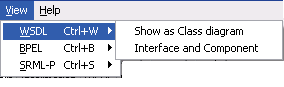 View Help
WSDL Ctrl+W Show as Class diagram
BPEL Ctrl+B Interface and Component
SRML-P Ctrl+S